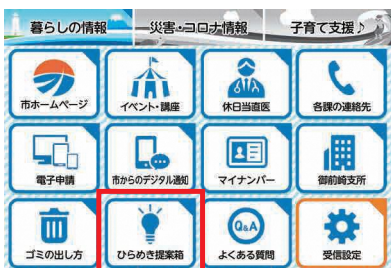 暮らしの情報
災害・コロナ情報
子育て支援♪
市ホームページ
イベント・講座
休日当直医
各課の連絡先
電子申請
市からのデジタル通知
マイナンバー
御前崎支所
ゴミの出し方
ひらめき提案箱
Q&A
よくある質問
受信設定